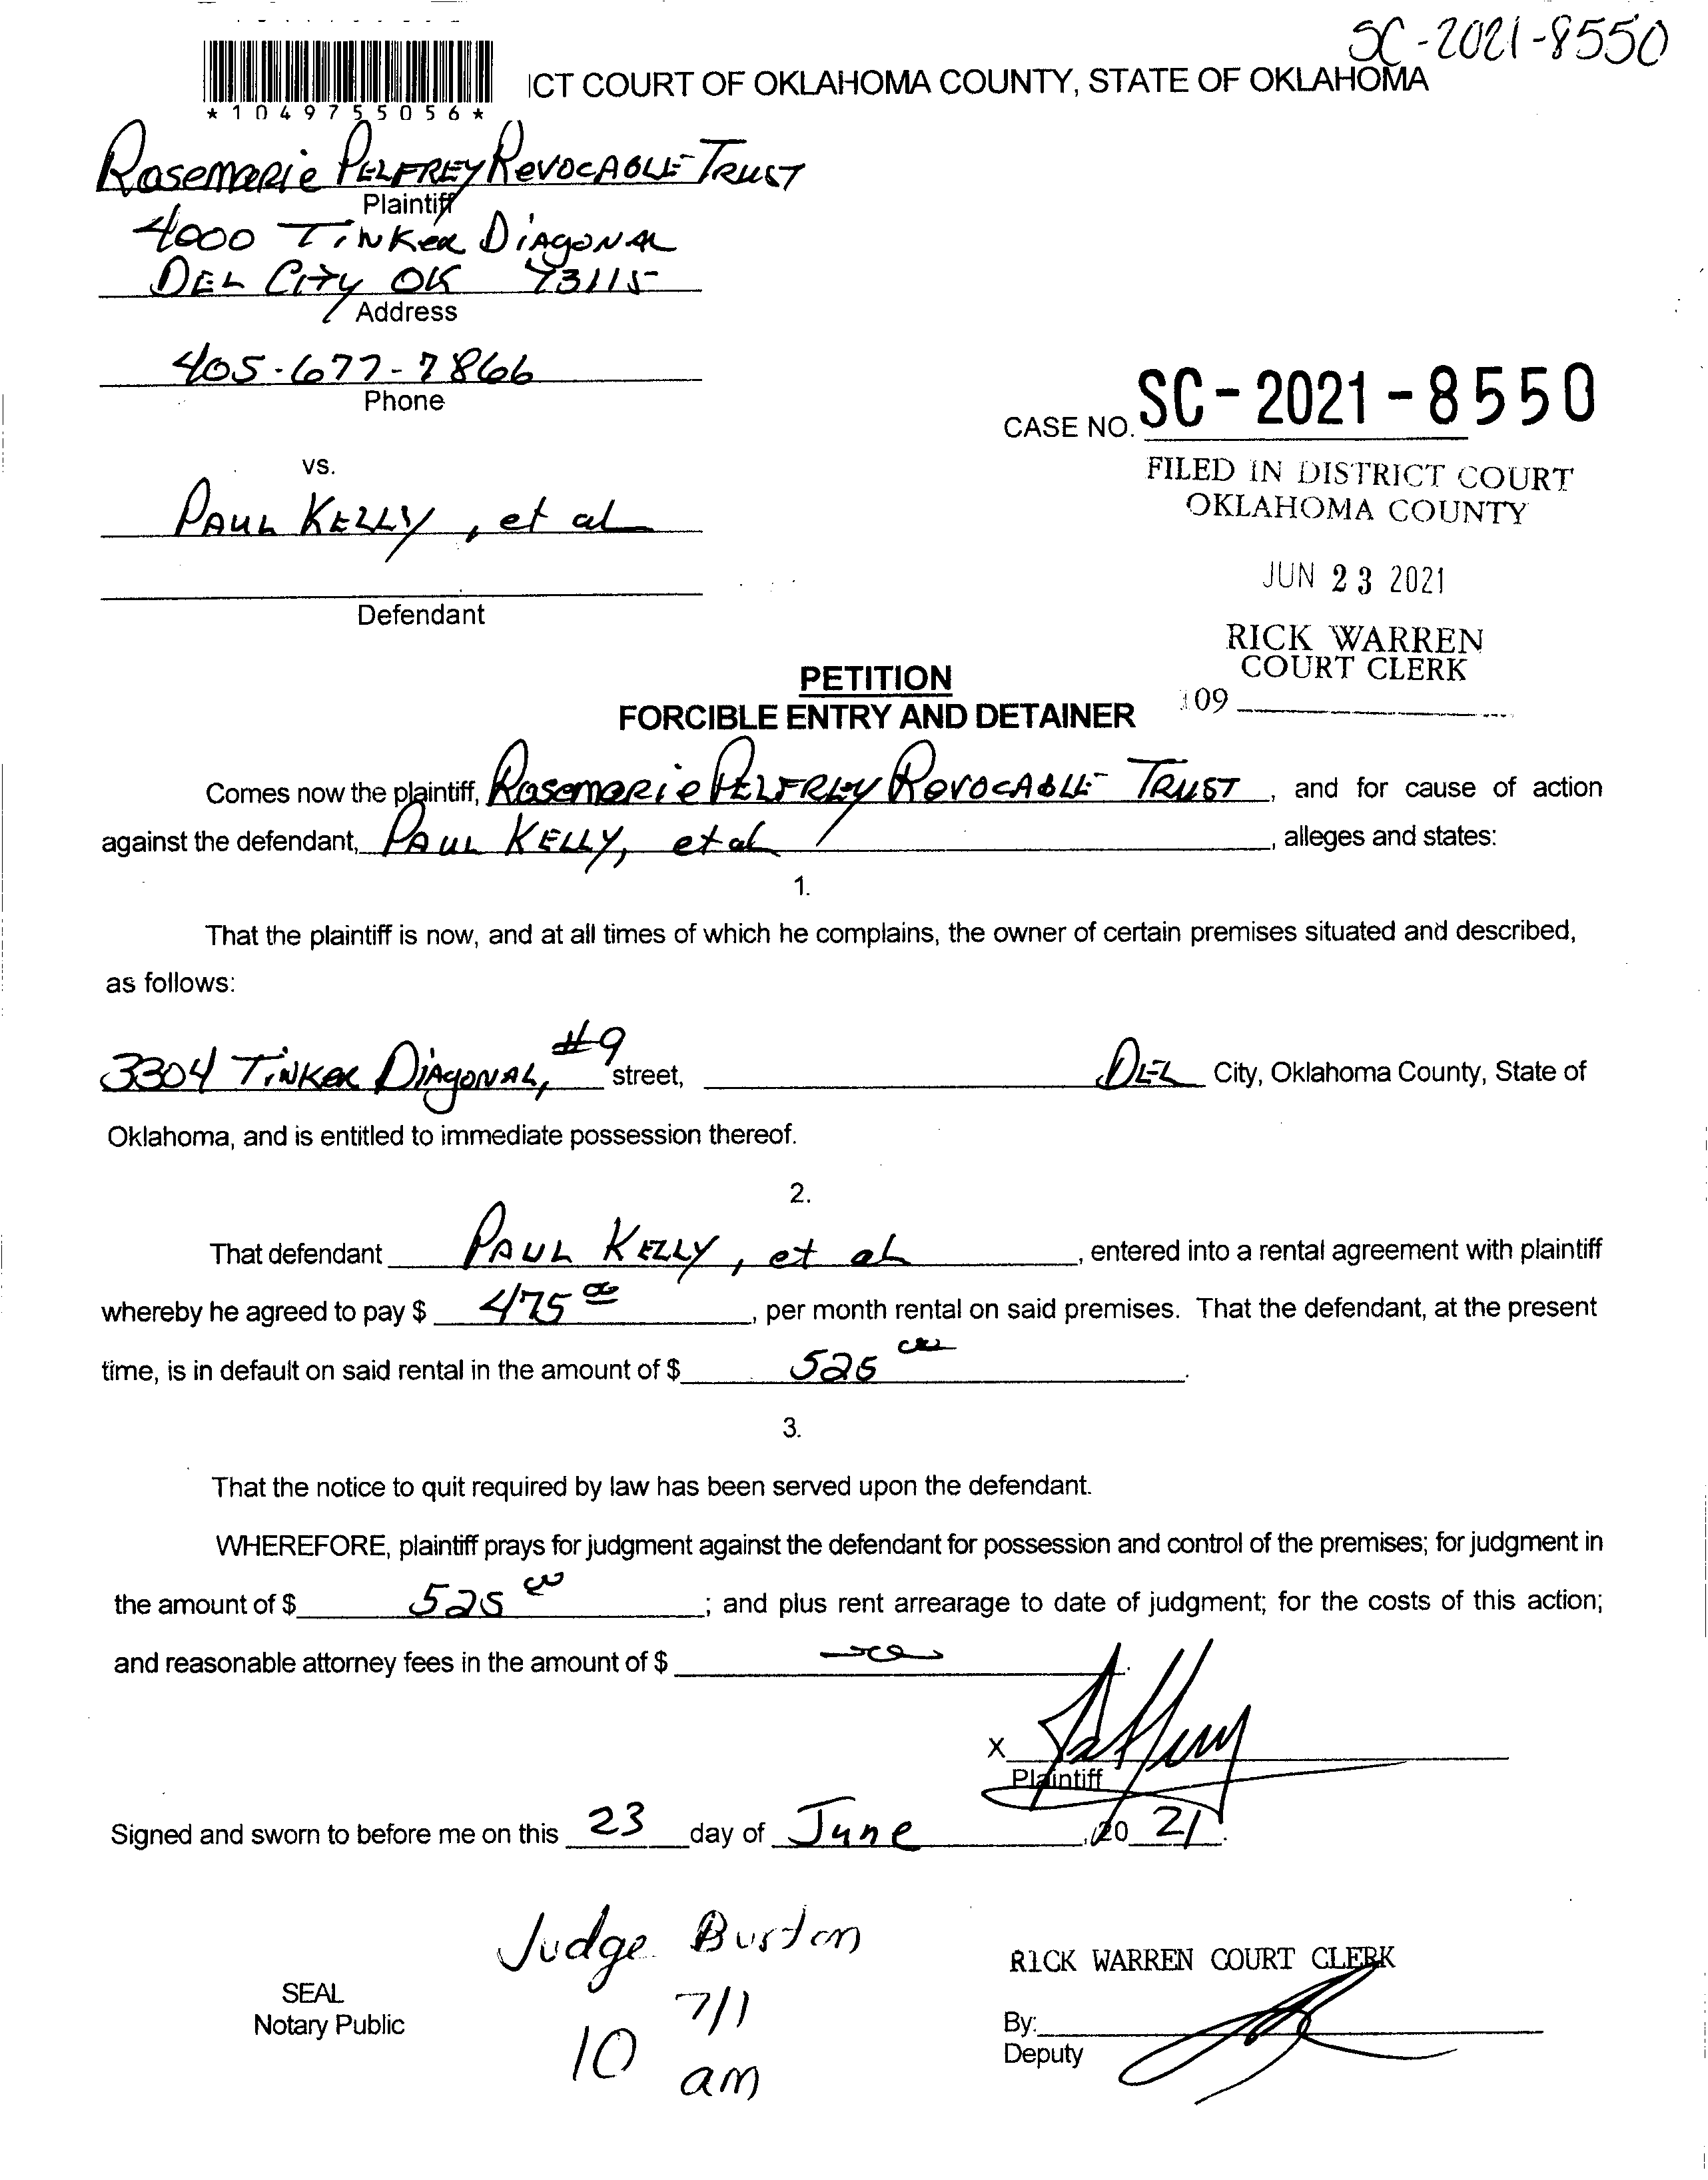 SC-2021-8550
ICT COURT OF OKLAHOMA COUNTY, STATE OF OKLAHOMA
*1049755056*
Rosemarie Pelfrey Revocable Trust
Plaintiff
4000 Tinker Diagonal
Del City OK 73115
Address
405-677-7866
Phone
CASE NO. SC-2021-8550
vs.
FILED IN DISTRICT COURT
OKLAHOMA COUNTY
Paul Kelly, et al
JUN 23 2021
Defendant
RICK WARREN
COURT CLERK
109
PETITION
FORCIBLE ENTRY AND DETAINER
Comes now the plaintiff, Rosemarie Pelfrey Revocable Trust, and for cause of action
against the defendant, Paul Kelly, et al, alleges and states:
1.
That the plaintiff is now, and at all times of which he complains, the owner of certain premises situated and described,
as follows:
3304 Tinker Diagonal, #9 street, Del City, Oklahoma County, State of
Oklahoma, and is entitled to immediate possession thereof.
2.
That defendant Paul Kelly, et al, entered into a rental agreement with plaintiff
whereby he agreed to pay $ 475 00, per month rental on said premises. That the defendant, at the present
time, is in default on said rental in the amount of $ 525 00.
3.
That the notice to quit required by law has been served upon the defendant.
WHEREFORE, plaintiff prays for judgment against the defendant for possession and control of the premises; for judgment in
the amount of $ 525 00; and plus rent arrearage to date of judgment; for the costs of this action;
and reasonable attorney fees in the amount of $
X
Plaintiff
Signed and sworn to before me on this 23 day of June, 20 21.
Judge Burton
7/1
10 am
SEAL
Notary Public
RICK WARREN COURT CLERK
By:
Deputy